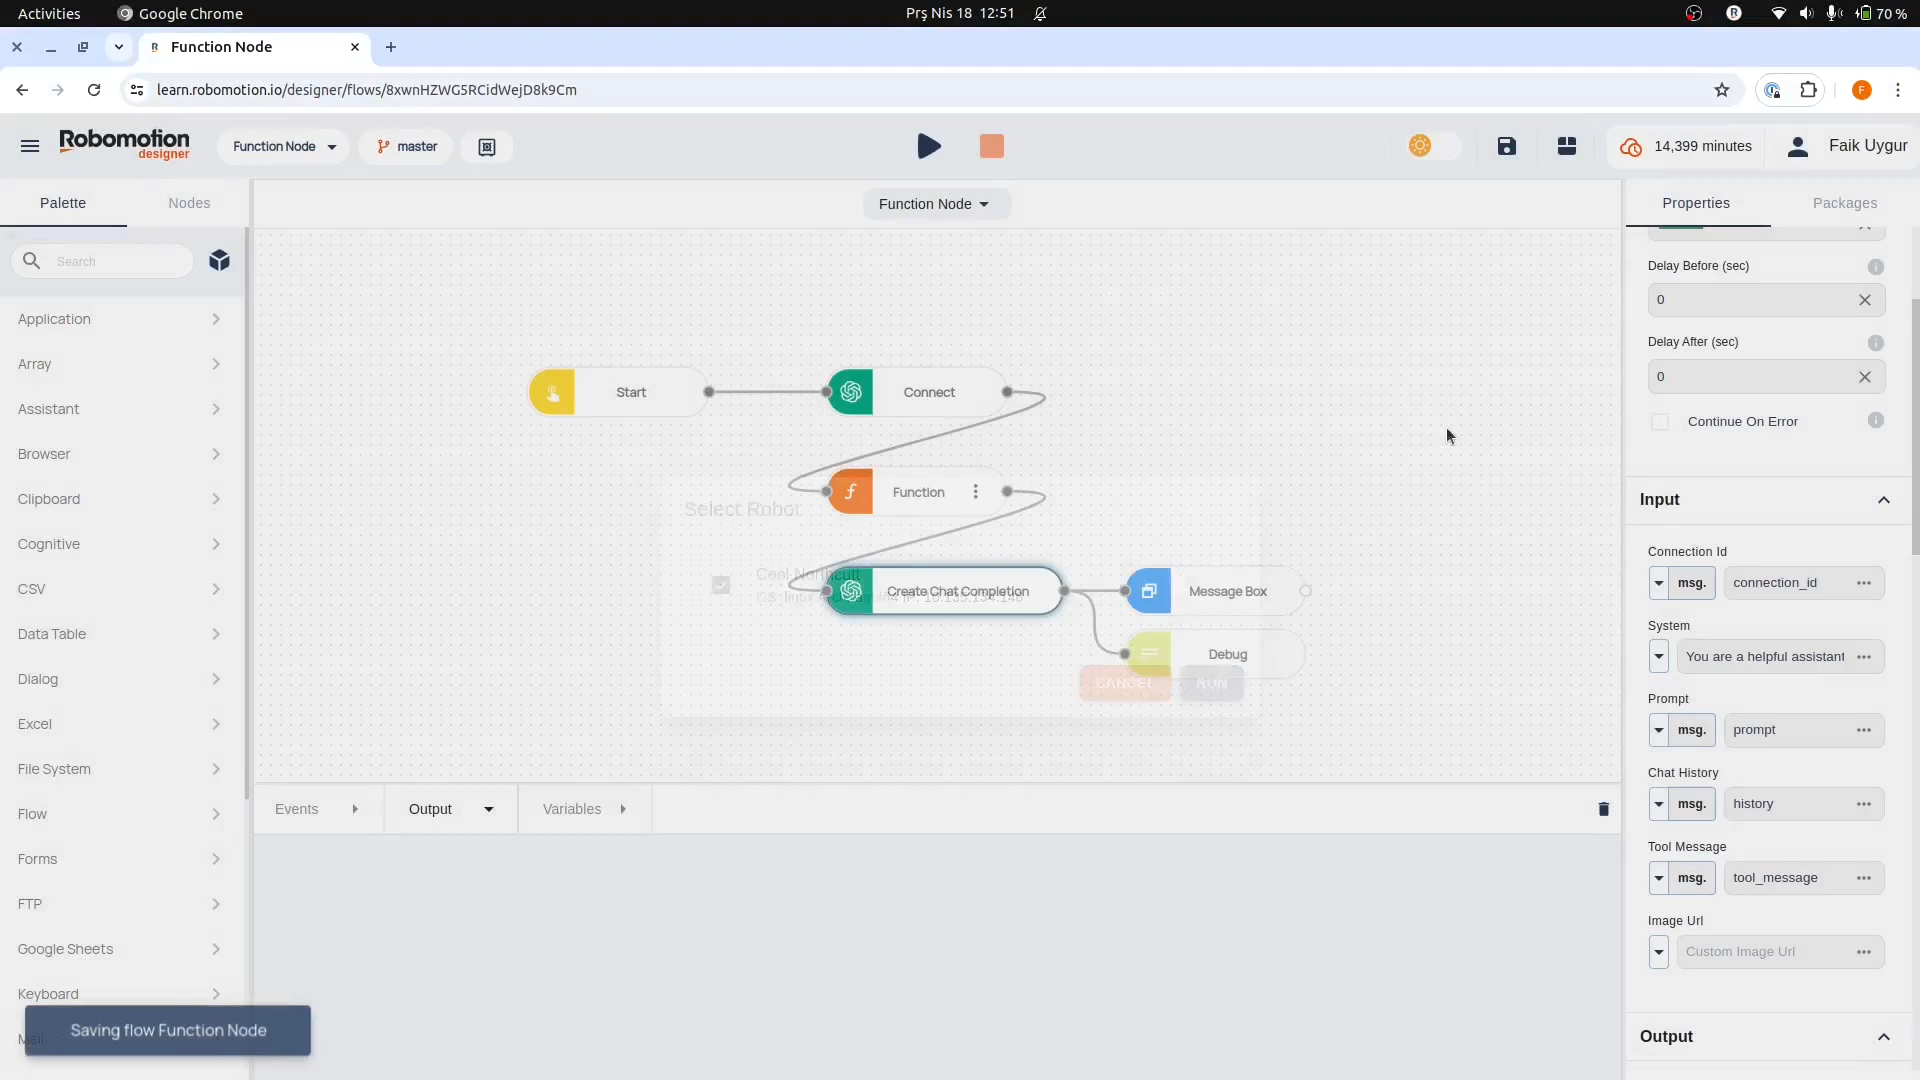 Activities
Google Chrome
Prş Nis 18 12:51
70 %
Function Node
learn.robomotion.io/designer/flows/8xwnHZWG5RCidWejD8k9Cm
F
Robomotion
designer
Function Node
master
14,399 minutes
Faik Uygur
Palette
Nodes
Function Node
Properties
Packages
Search
Application
Array
Assistant
Browser
Clipboard
Cognitive
CSV
Data Table
Dialog
Excel
File System
Flow
Forms
FTP
Google Sheets
Keyboard
Start
Connect
Function
Select Robot
Cool Northcutt
Create Chat Completion
Message Box
Debug
CANCEL
RUN
Events
Output
Variables
Delay Before (sec)
0
Delay After (sec)
0
Continue On Error
Input
Connection Id
msg. connection_id
System
You are a helpful assistant
Prompt
msg. prompt
Chat History
msg. history
Tool Message
msg. tool_message
Image Url
Custom Image Url
Output
Saving flow Function Node